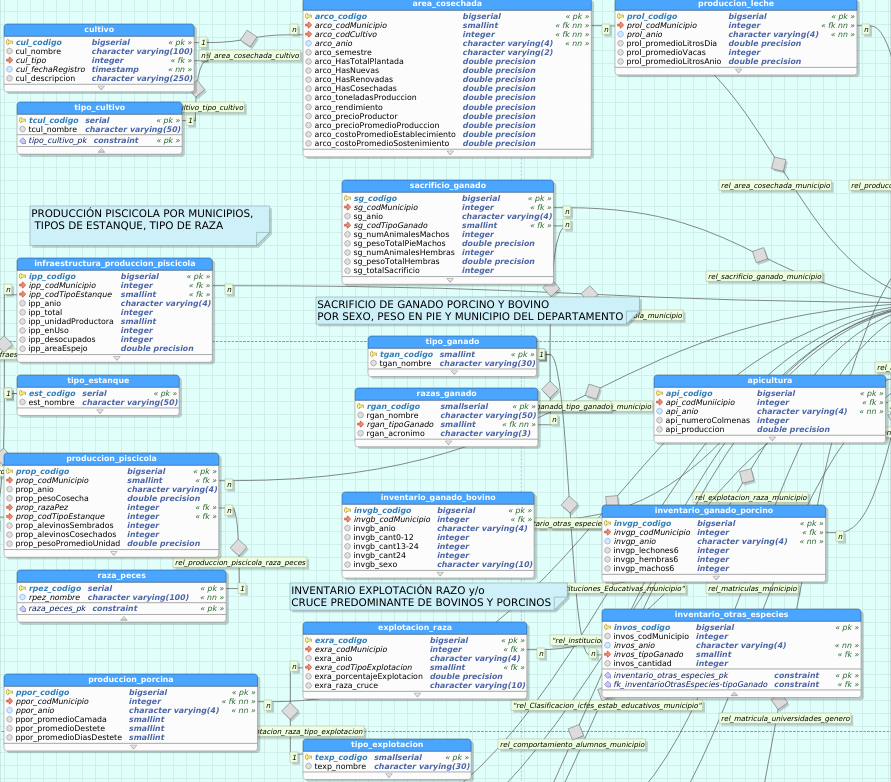 cultivo
cul_codigo bigserial « pk »
cul_nombre character varying(100)
cul_tipo integer « fk »
cul_fechaRegistro timestamp « nn »
cul_descripcion character varying(250)
1
n
rel_area_cosechada_cultivo
tipo_cultivo
tcul_codigo serial « pk »
tcul_nombre character varying(50)
tipo_cultivo_pk constraint « pk »
1
area_cosechada
arco_codigo bigserial « pk »
arco_codMunicipio smallint « fk nn »
arco_codCultivo integer « fk nn »
arco_anio character varying(4) « nn »
arco_semestre character varying(2)
arco_HasTotalPlantada double precision
arco_HasNuevas double precision
arco_HasRenovadas double precision
arco_HasCosechadas double precision
arco_toneladasProduccion double precision
arco_rendimiento double precision
arco_precioProductor double precision
arco_precioPromedioProduccion double precision
arco_costoPromedioEstablecimiento double precision
arco_costoPromedioSostenimiento double precision
n
produccion_leche
prol_codigo bigserial « pk »
prol_codMunicipio smallint « fk nn »
prol_anio character varying(4) « nn »
prol_promedioLitrosDia double precision
prol_promedioVacas integer
prol_promedioLitrosAnio double precision
n
rel_area_cosechada_municipio
PRODUCCIÓN PISCICOLA POR MUNICIPIOS,
TIPOS DE ESTANQUE, TIPO DE RAZA
sacrificio_ganado
sg_codigo bigserial « pk »
sg_codMunicipio smallint « fk »
sg_anio character varying(4)
sg_codTipoGanado smallint « fk »
sg_numAnimalesMachos integer
sg_pesoTotalPieMachos double precision
sg_numAnimalesHembras integer
sg_pesoTotalHembras double precision
sg_totalSacrificio integer
n
n
rel_sacrificio_ganado_municipio
infraestructura_produccion_piscicola
ipp_codigo bigserial « pk »
ipp_codMunicipio integer « fk »
ipp_codTipoEstanque smallint « fk »
ipp_anio character varying(4)
ipp_total integer
ipp_unidadProductora smallint
ipp_enUso integer
ipp_desocupados integer
ipp_areaEspejo double precision
n
n
SACRIFICIO DE GANADO PORCINO Y BOVINO
POR SEXO, PESO EN PIE Y MUNICIPIO DEL DEPARTAMENTO
tipo_ganado
tgan_codigo smallint « pk »
tgan_nombre character varying(30)
1
tipo_estanque
est_codigo serial « pk »
est_nombre character varying(50)
1
razas_ganado
rgan_codigo smallserial « pk »
rgan_nombre character varying(50)
rgan_tipoGanado smallint « fk nn »
rgan_acronimo character varying(3)
n
apicultura
api_codigo bigserial « pk »
api_codMuniicipio integer « fk »
api_anio character varying(4) « nn »
api_numeroColmenas integer
api_produccion double precision
produccion_piscicola
prop_codigo bigserial « pk »
prop_codMunicipio smallint « fk »
prop_anio character varying(4)
prop_pesoCosecha double precision
prop_razaPez integer « fk »
prop_codTipoEstanque smallint « fk »
prop_alevinosSembrados integer
prop_alevinosCosechados integer
prop_pesoPromedioUnidad double precision
n
n
rel_produccion_piscicola_raza_peces
rel_explotacion_raza_municipio
inventario_ganado_bovino
invgb_codigo bigserial « pk »
invgb_codMunicipio integer « fk »
invgb_anio character varying(4)
invgb_cant0-12 integer
invgb_cant13-24 integer
invgb_cant24 integer
invgb_sexo character varying(10)
inventario_ganado_porcino
invgp_codigo bigserial « pk »
invgp_codMunicipio integer « fk »
invgp_anio character varying(4) « nn »
invgp_lechones6 integer
invgp_hembras6 integer
invgp_machos6 integer
n
raza_peces
rpez_codigo serial « pk »
rpez_nombre character varying(100) « nn »
raza_peces_pk constraint « pk »
1
INVENTARIO EXPLOTACIÓN RAZO y/o
CRUCE PREDOMINANTE DE BOVINOS Y PORCINOS
rel_matriculas_municipio
inventario_otras_especies
invos_codigo bigserial « pk »
invos_codMunicipio integer
invos_anio character varying(4) « nn »
invos_tipoGanado smallint « fk »
invos_cantidad integer
inventario_otras_especies_pk constraint « pk »
fk_inventarioOtrasEspecies-tipoGanado constraint « fk »
n
explotacion_raza
exra_codigo bigserial « pk »
exra_codMunicipio integer « fk »
exra_anio character varying(4)
exra_codTipoExplotacion smallint « fk »
exra_porcentajeExplotacion double precision
exra_raza_cruce character varying(10)
n
n
produccion_porcina
ppor_codigo bigserial « pk »
ppor_codMunicipio integer « fk nn »
ppor_anio character varying(4) « nn »
ppor_promedioCamada smallint
ppor_promedioDestete smallint
ppor_promedioDiasDestete smallint
n
"rel_Clasificacion_icfes_estab_educativos_municipio"
rel_matricula_universidades_genero
rel_comportamiento_alumnos_municipio
tipo_explotacion
texp_codigo smallserial « pk »
texp_nombre character varying(30)
1